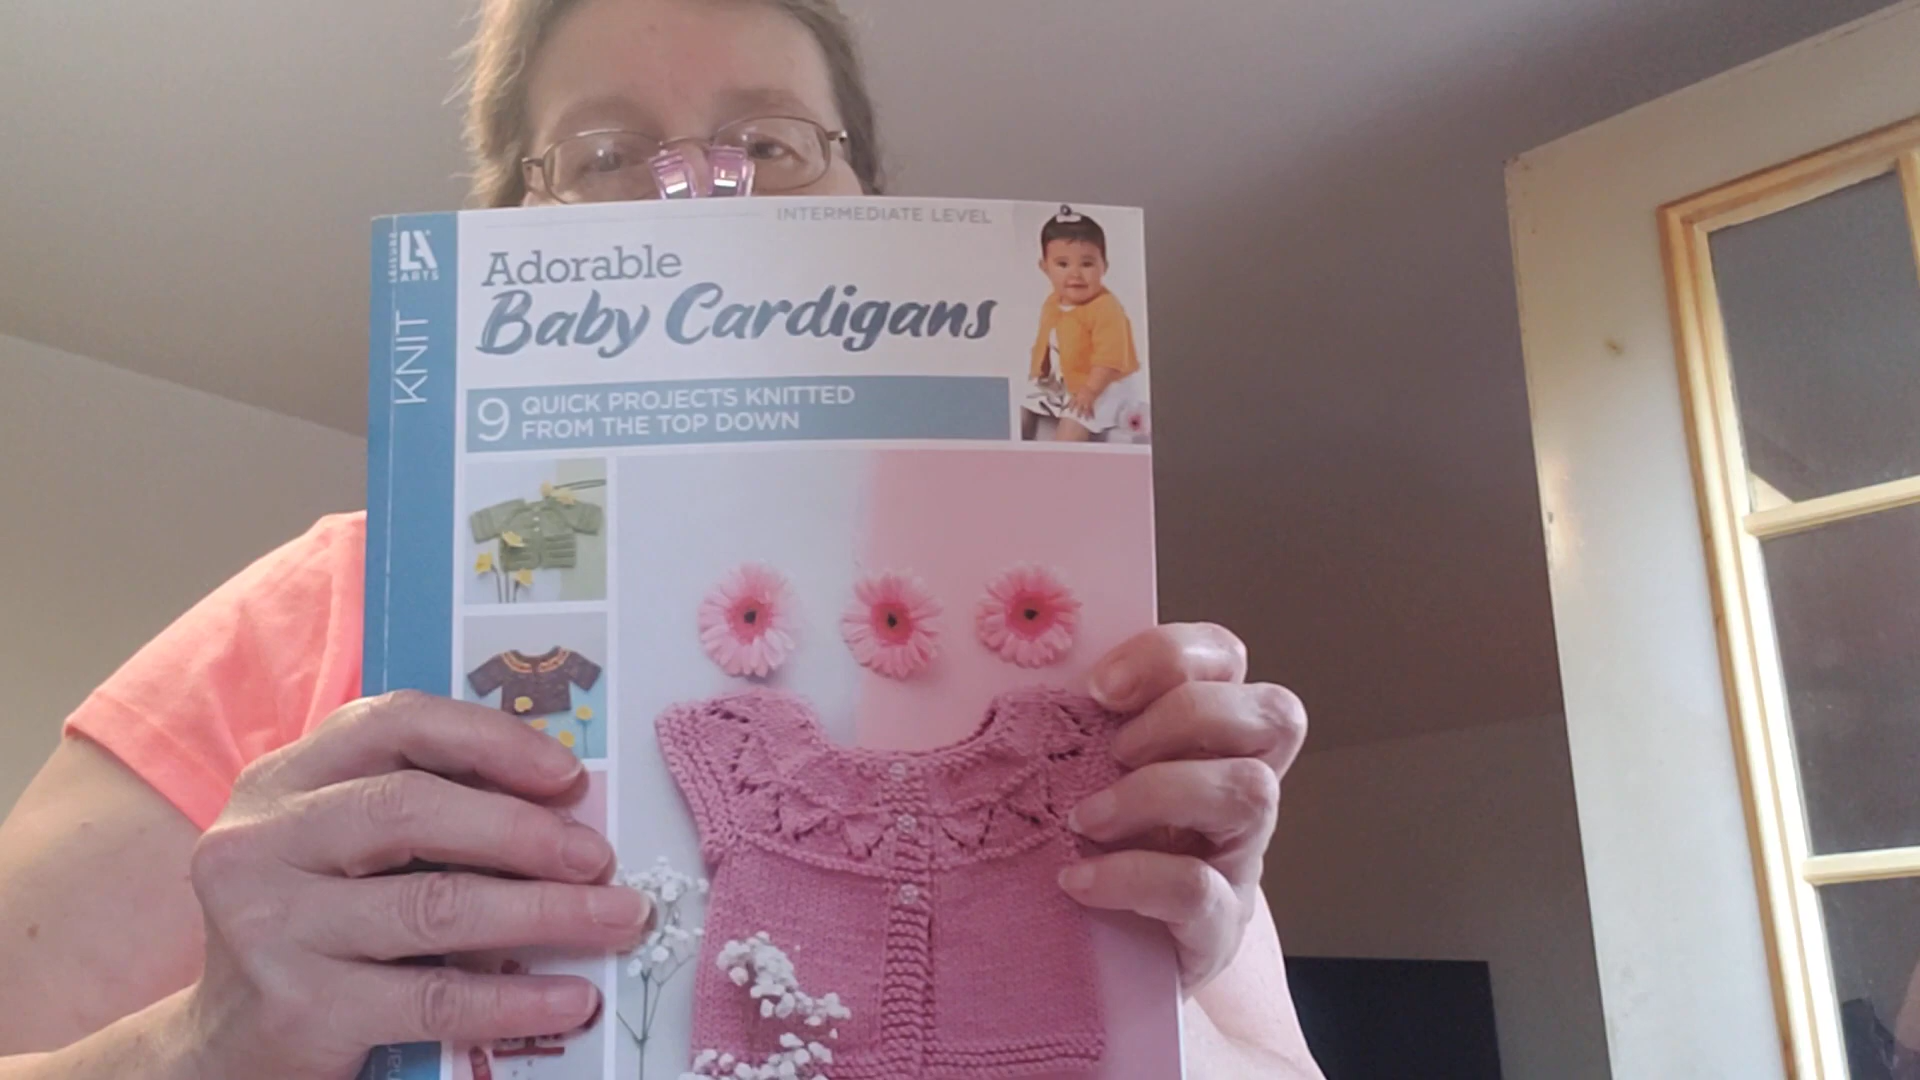 INTERMEDIATE LEVEL
Adorable
Baby Cardigans
9 QUICK PROJECTS KNITTED
FROM THE TOP DOWN
LEISURE
LA
ARTS
KNIT